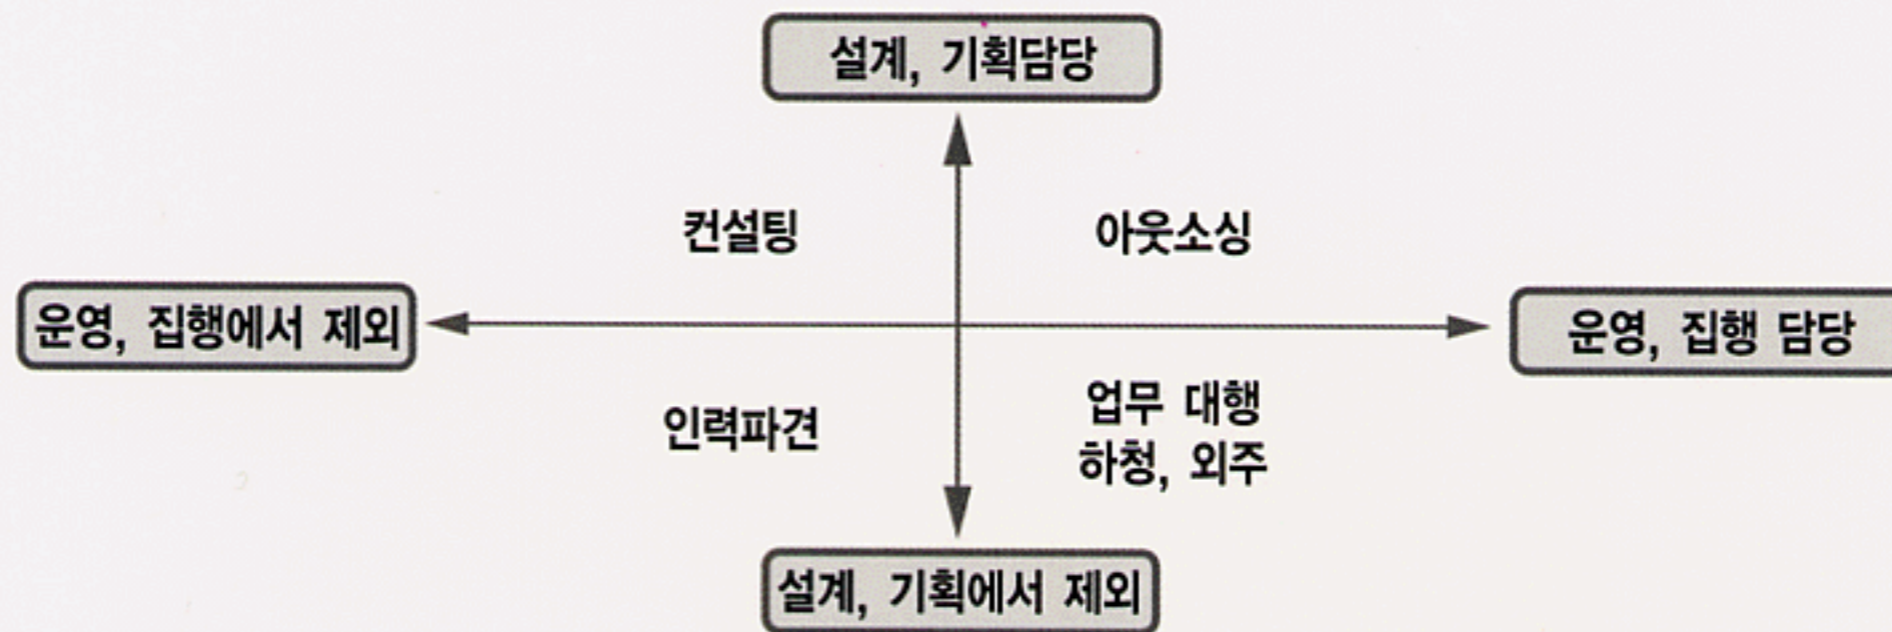 설계, 기획담당
컨설팅
아웃소싱
운영, 집행에서 제외
운영, 집행 담당
인력파견
업무 대행
하청, 외주
설계, 기획에서 제외